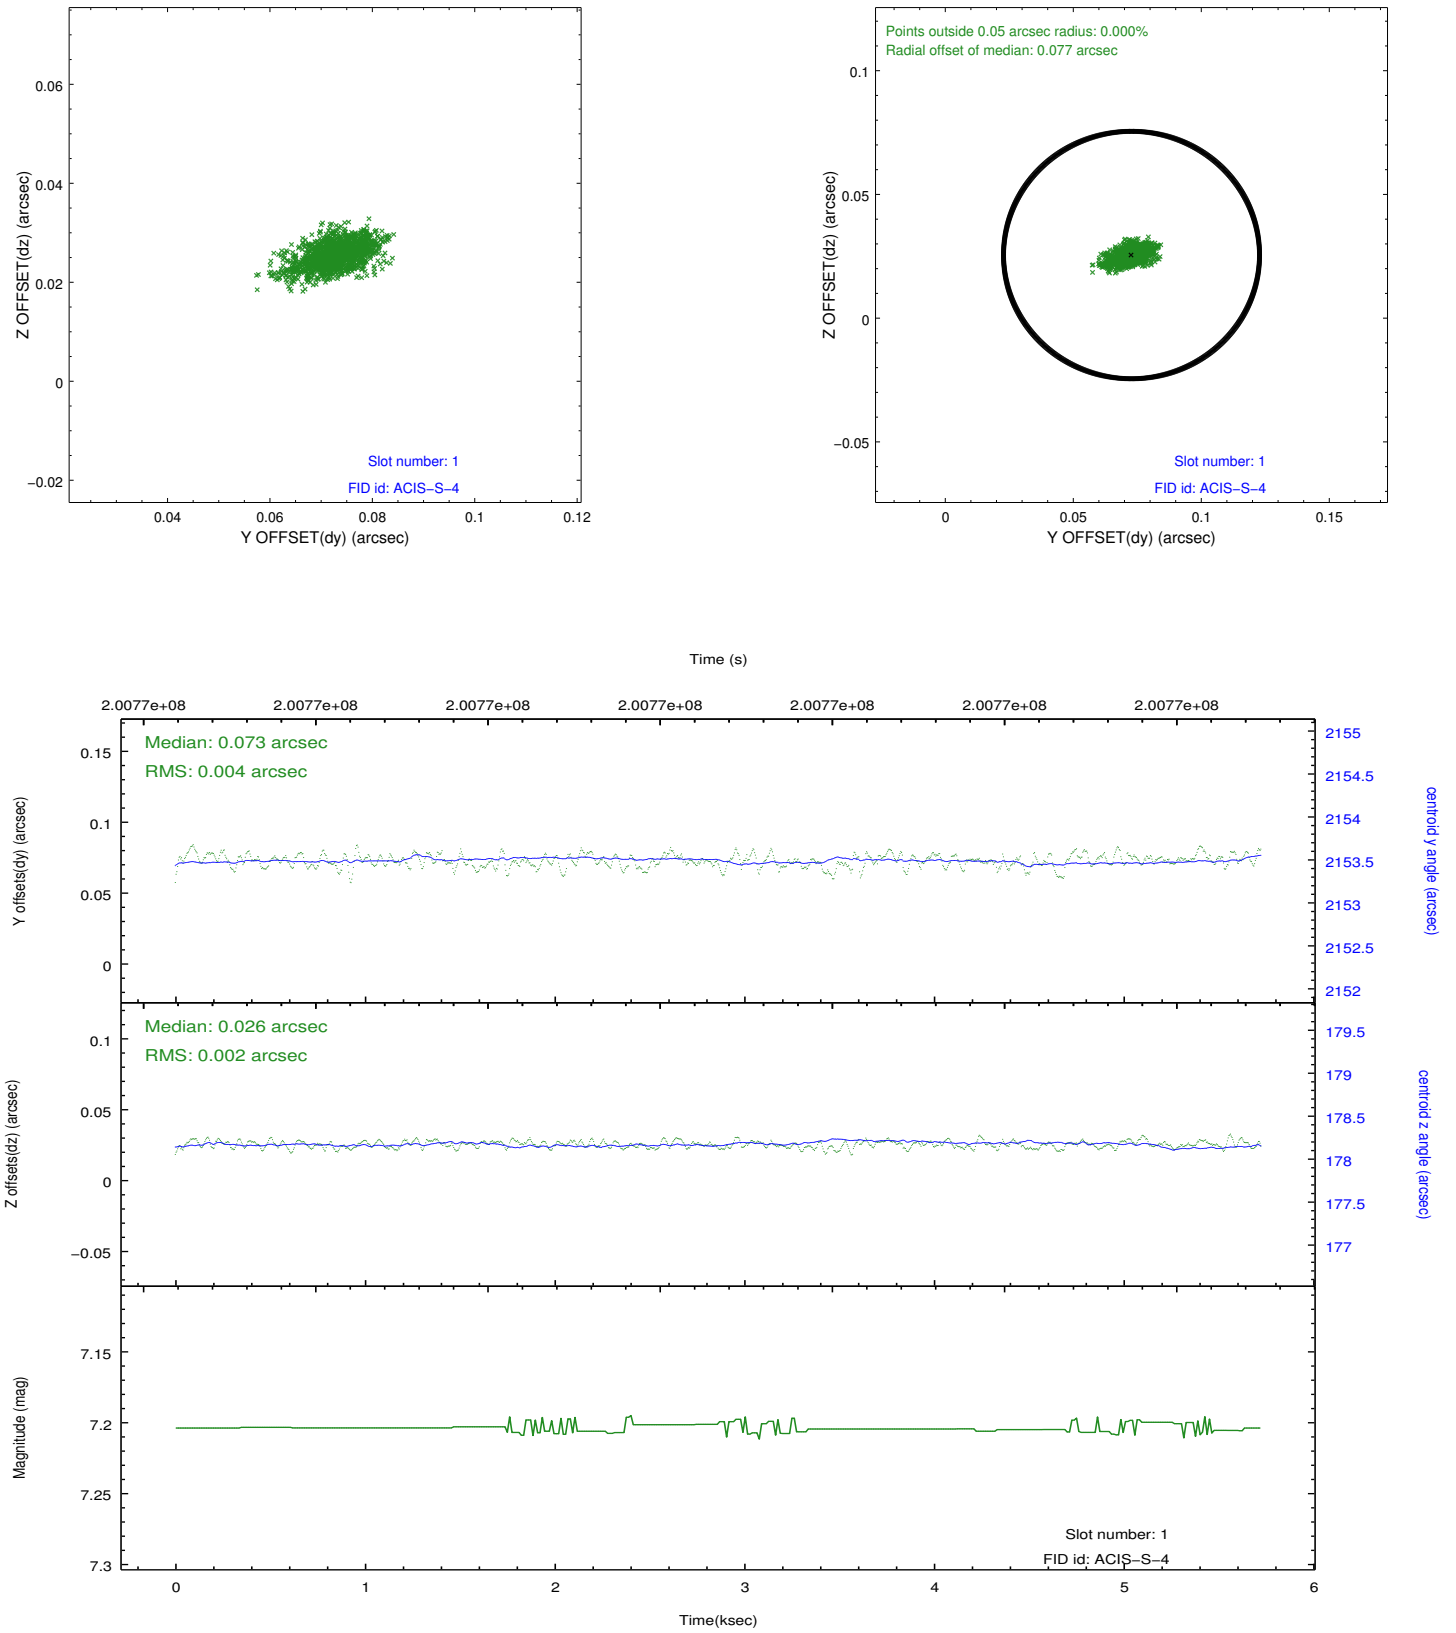 0.06
0.04
0.02
0
−0.02
0.04
0.06
0.08
0.1
0.12
Z OFFSET(dz) (arcsec)
Y OFFSET(dy) (arcsec)
Slot number: 1
FID id: ACIS−S−4
Points outside 0.05 arcsec radius: 0.000%
Radial offset of median: 0.077 arcsec
0.1
0.05
0
−0.05
0
0.05
0.1
0.15
Z OFFSET(dz) (arcsec)
Y OFFSET(dy) (arcsec)
Slot number: 1
FID id: ACIS−S−4
Time (s)
2.0077e+08 2.0077e+08 2.0077e+08 2.0077e+08 2.0077e+08 2.0077e+08 2.0077e+08
Median: 0.073 arcsec
RMS: 0.004 arcsec
0.15
0.1
0.05
0
Y offsets(dy) (arcsec)
2155
2154.5
2154
2153.5
2153
2152.5
2152
centroid y angle (arcsec)
Median: 0.026 arcsec
RMS: 0.002 arcsec
0.1
0.05
0
−0.05
Z offsets(dz) (arcsec)
179.5
179
178.5
178
177.5
177
centroid z angle (arcsec)
7.15
7.2
7.25
7.3
Magnitude (mag)
Slot number: 1
FID id: ACIS−S−4
0 1 2 3 4 5 6
Time(ksec)